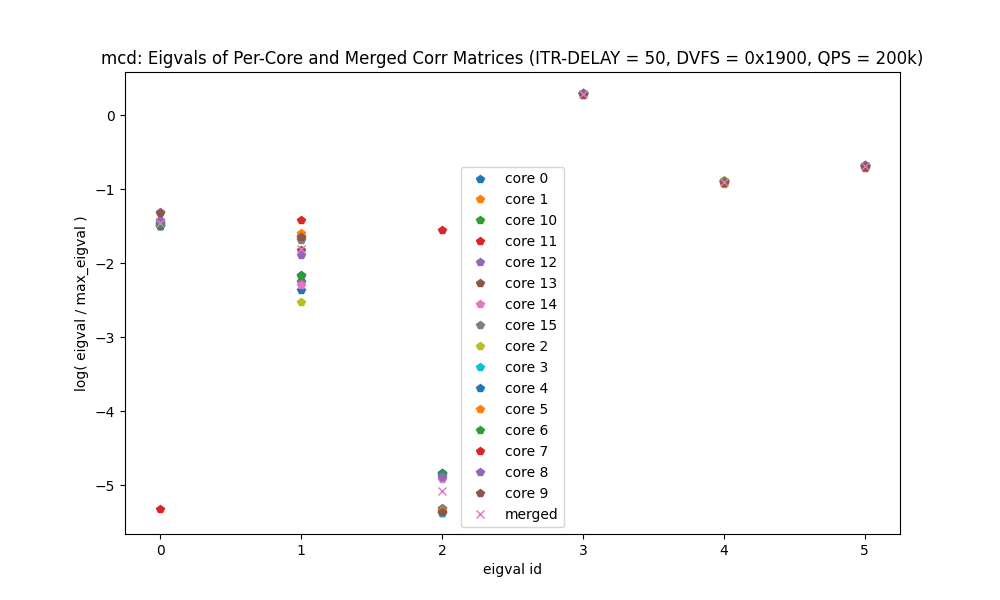 mcd: Eigvals of Per-Core and Merged Corr Matrices (ITR-DELAY = 50, DVFS = 0x1900, QPS = 200k)
log( eigval / max_eigval )
0
−1
−2
−3
−4
−5
core 0
core 1
core 10
core 11
core 12
core 13
core 14
core 15
core 2
core 3
core 4
core 5
core 6
core 7
core 8
core 9
merged
0 1 2 3 4 5
eigval id